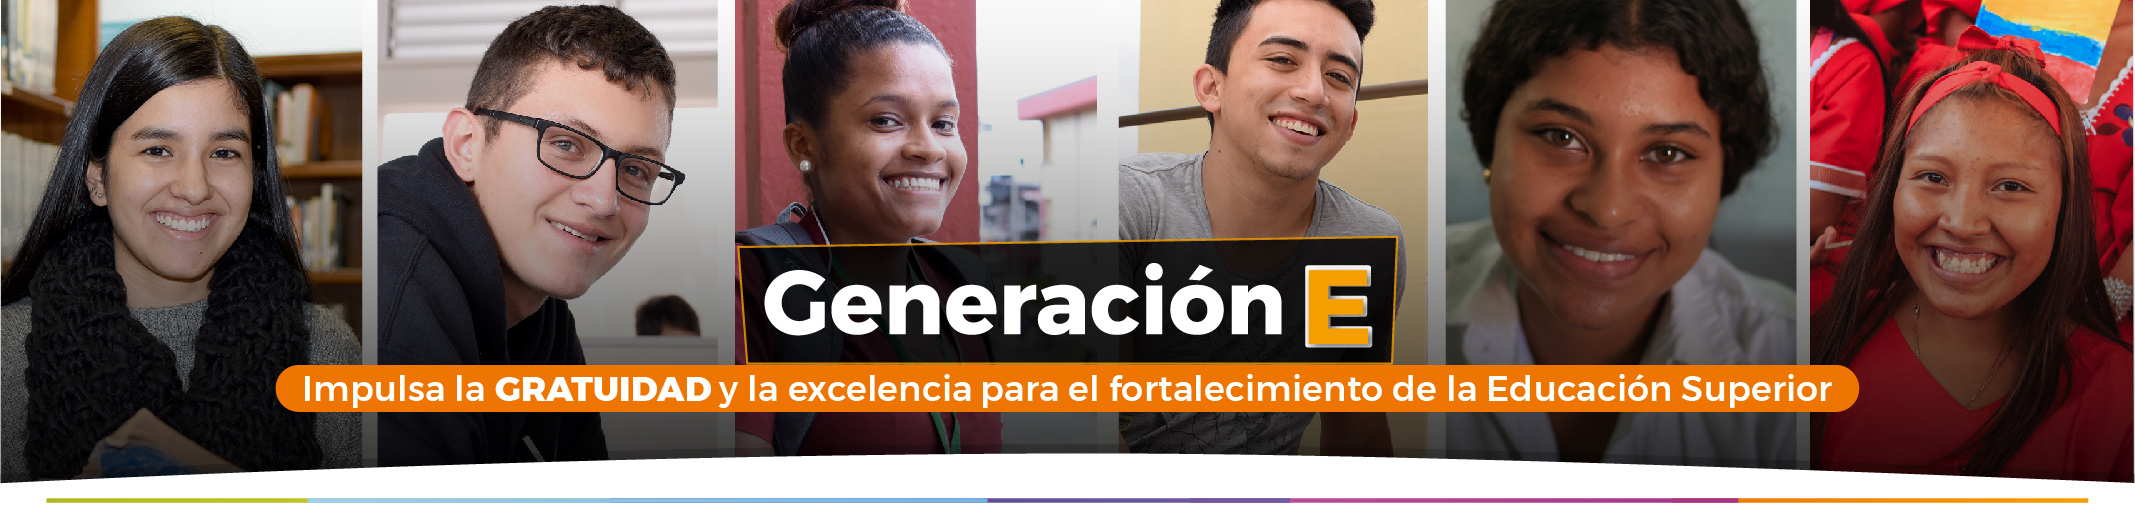 Generación E
Impulsa la GRATUIDAD y la excelencia para el fortalecimiento de la Educación Superior